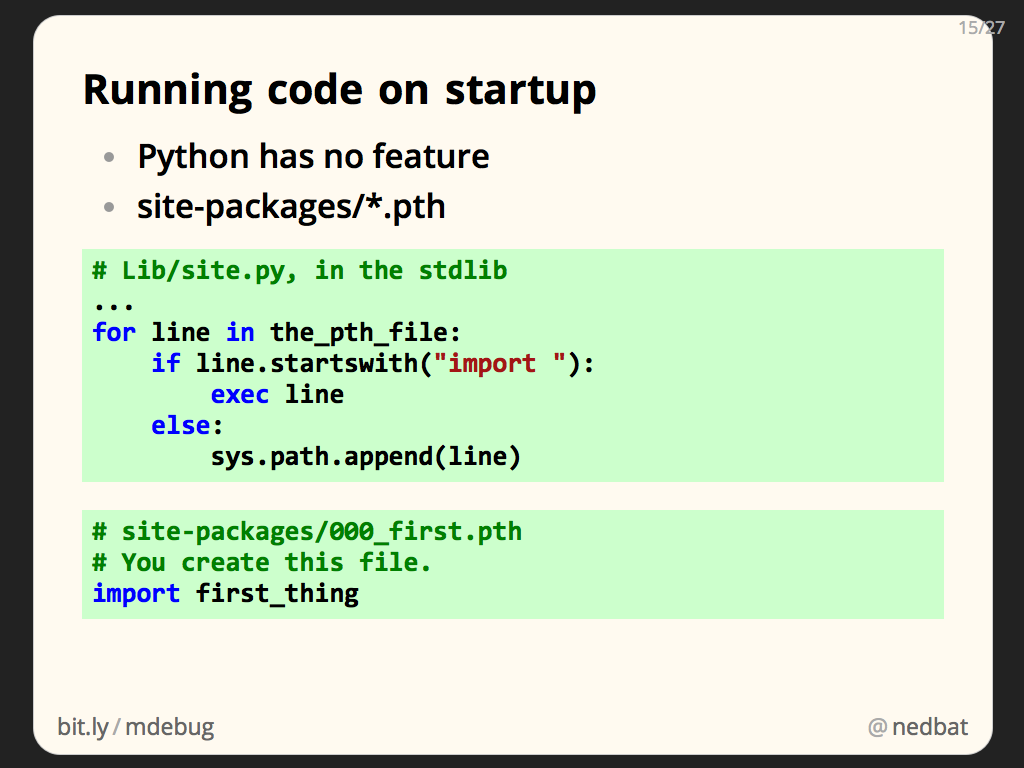 15/27
Running code on startup
• Python has no feature
• site-packages/*.pth
# Lib/site.py, in the stdlib
...
for line in the_pth_file:
    if line.startswith("import "):
        exec line
    else:
        sys.path.append(line)
# site-packages/000_first.pth
# You create this file.
import first_thing
bit.ly/mdebug
@nedbat